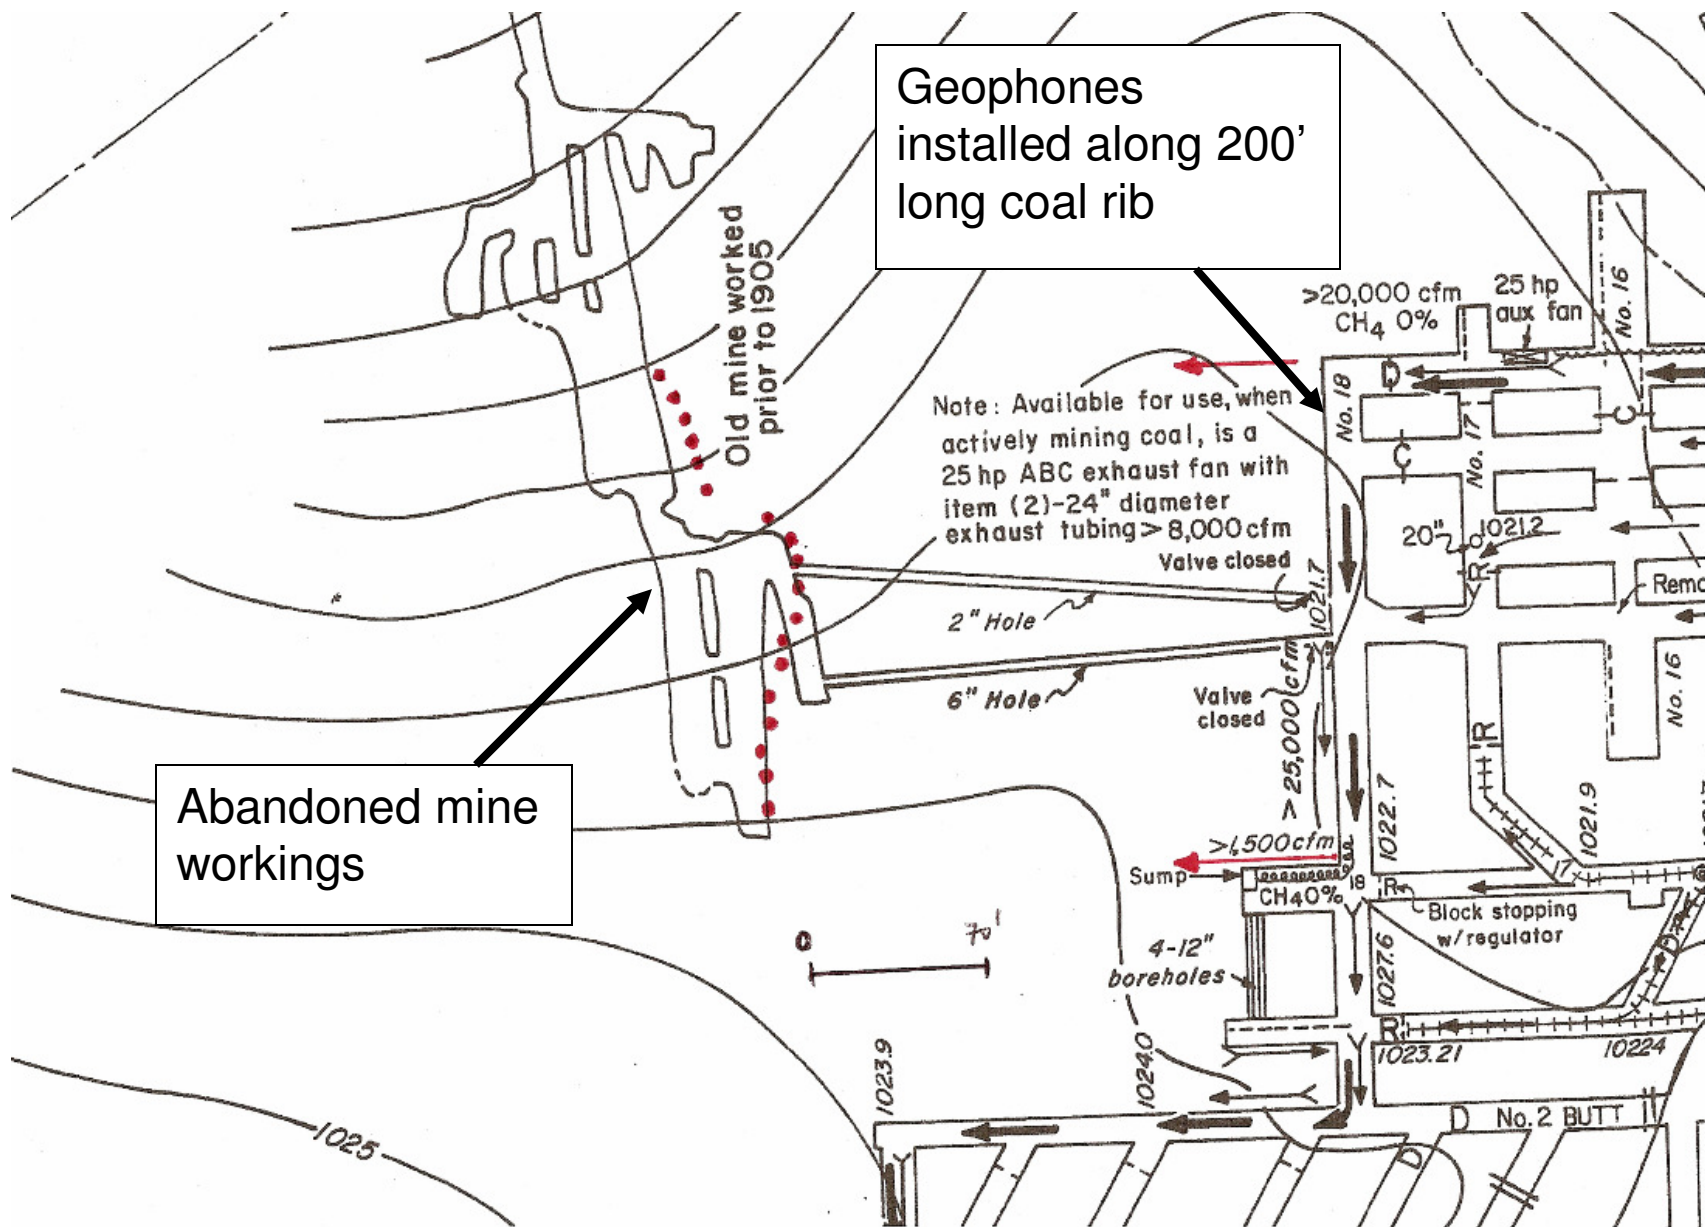 Geophones
installed along 200’
long coal rib
Old mine worked
prior to 1905
>20,000 cfm
CH4 0%
25 hp
aux fan
No. 16
D
No. 18
No. 17
C
C
Note: Available for use, when
actively mining coal, is a
25 hp ABC exhaust fan with
item (2)-24" diameter
exhaust tubing > 8,000 cfm
Valve closed
20"
1021.2
R
Remo
1021.7
2" Hole
6" Hole
Valve
closed
>25,000 cfm
No. 16
R
1022.7
1021.9
Abandoned mine
workings
>1,500 cfm
Sump
CH4 0%
18
R
17
Block stopping
w/regulator
D
0
70'
4-12"
boreholes
1027.6
R
1023.21
10224
1023.9
1024.0
D
No. 2 BUTT
D
1025